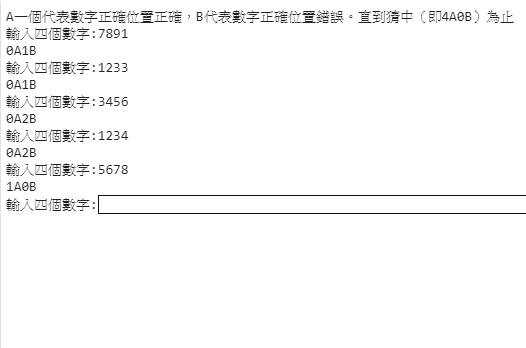 A一個代表數字正確位置正確，B代表數字正確位置錯誤。直到猜中（即4A0B）為止
輸入四個數字:7891
0A1B
輸入四個數字:1233
0A1B
輸入四個數字:3456
0A2B
輸入四個數字:1234
0A2B
輸入四個數字:5678
1A0B
輸入四個數字: